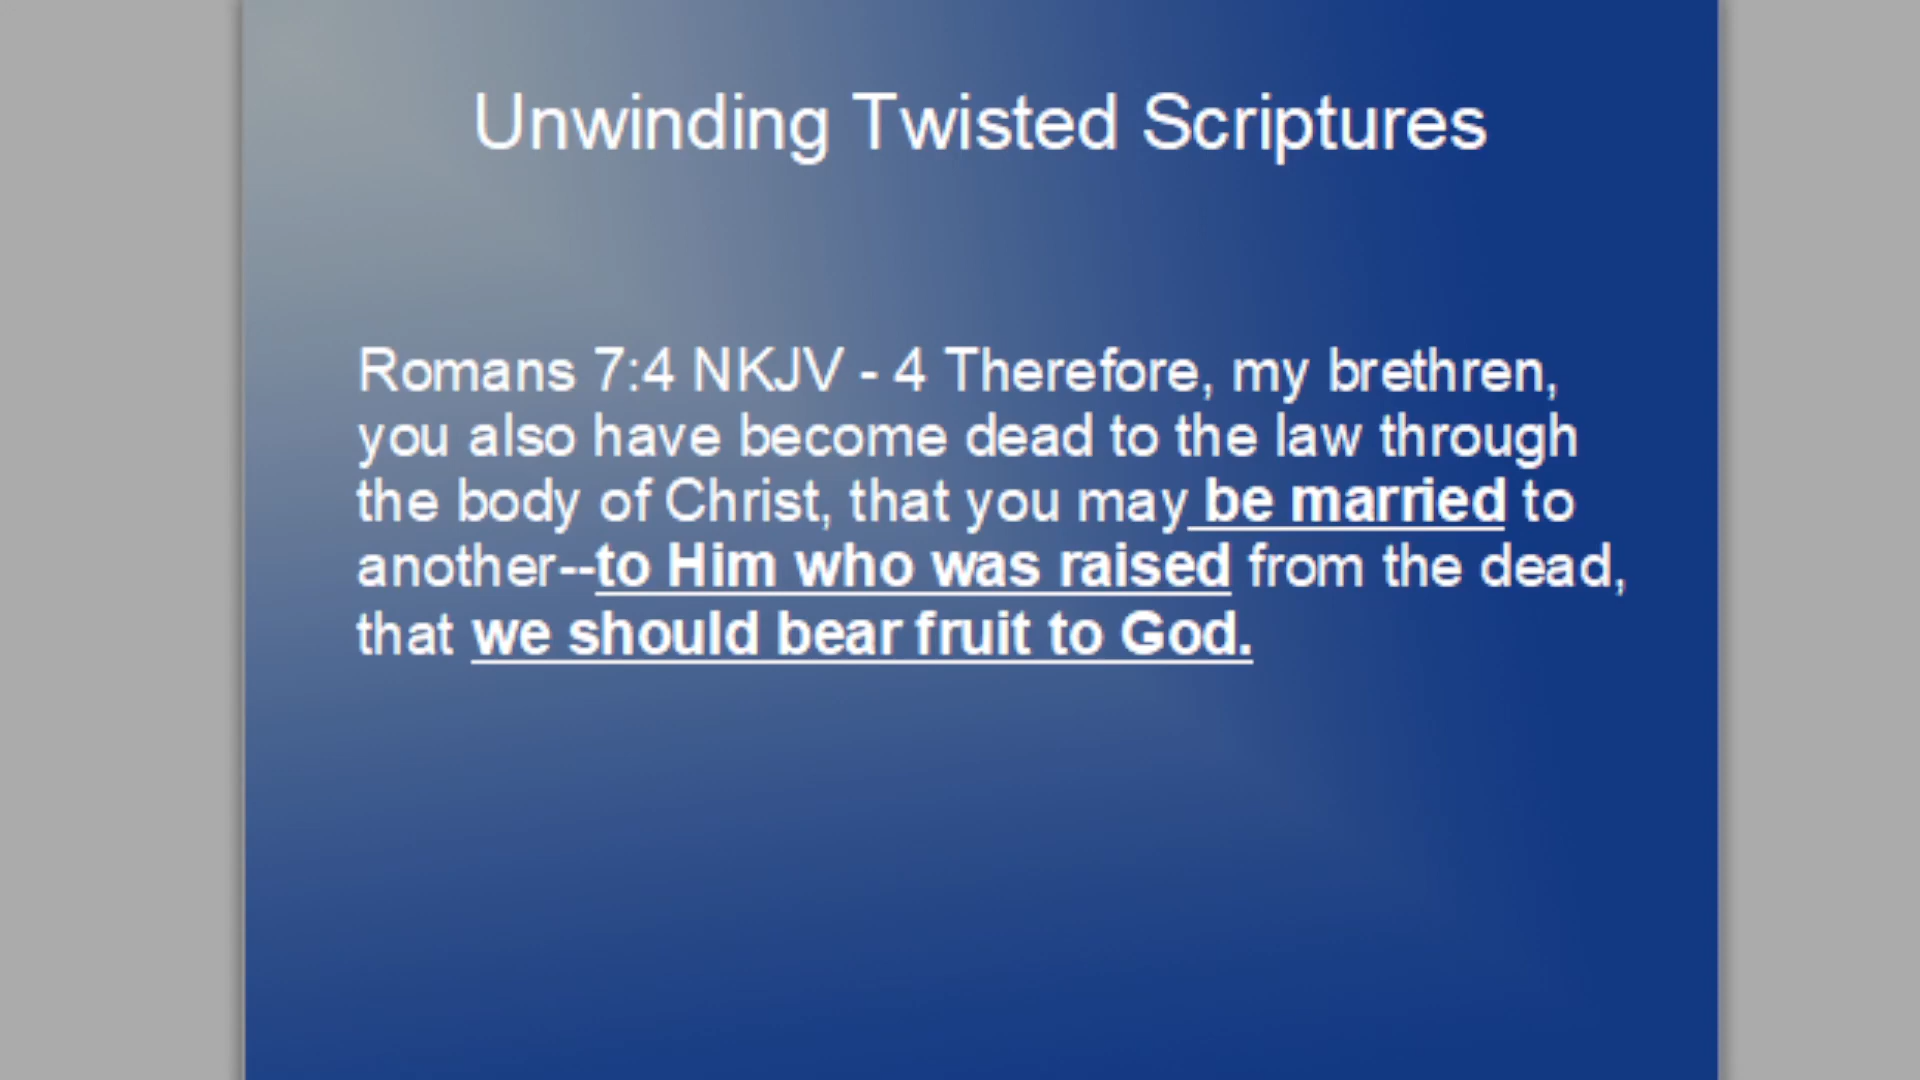 Unwinding Twisted Scriptures
Romans 7:4 NKJV - 4 Therefore, my brethren,
you also have become dead to the law through
the body of Christ, that you may be married to
another--to Him who was raised from the dead,
that we should bear fruit to God.